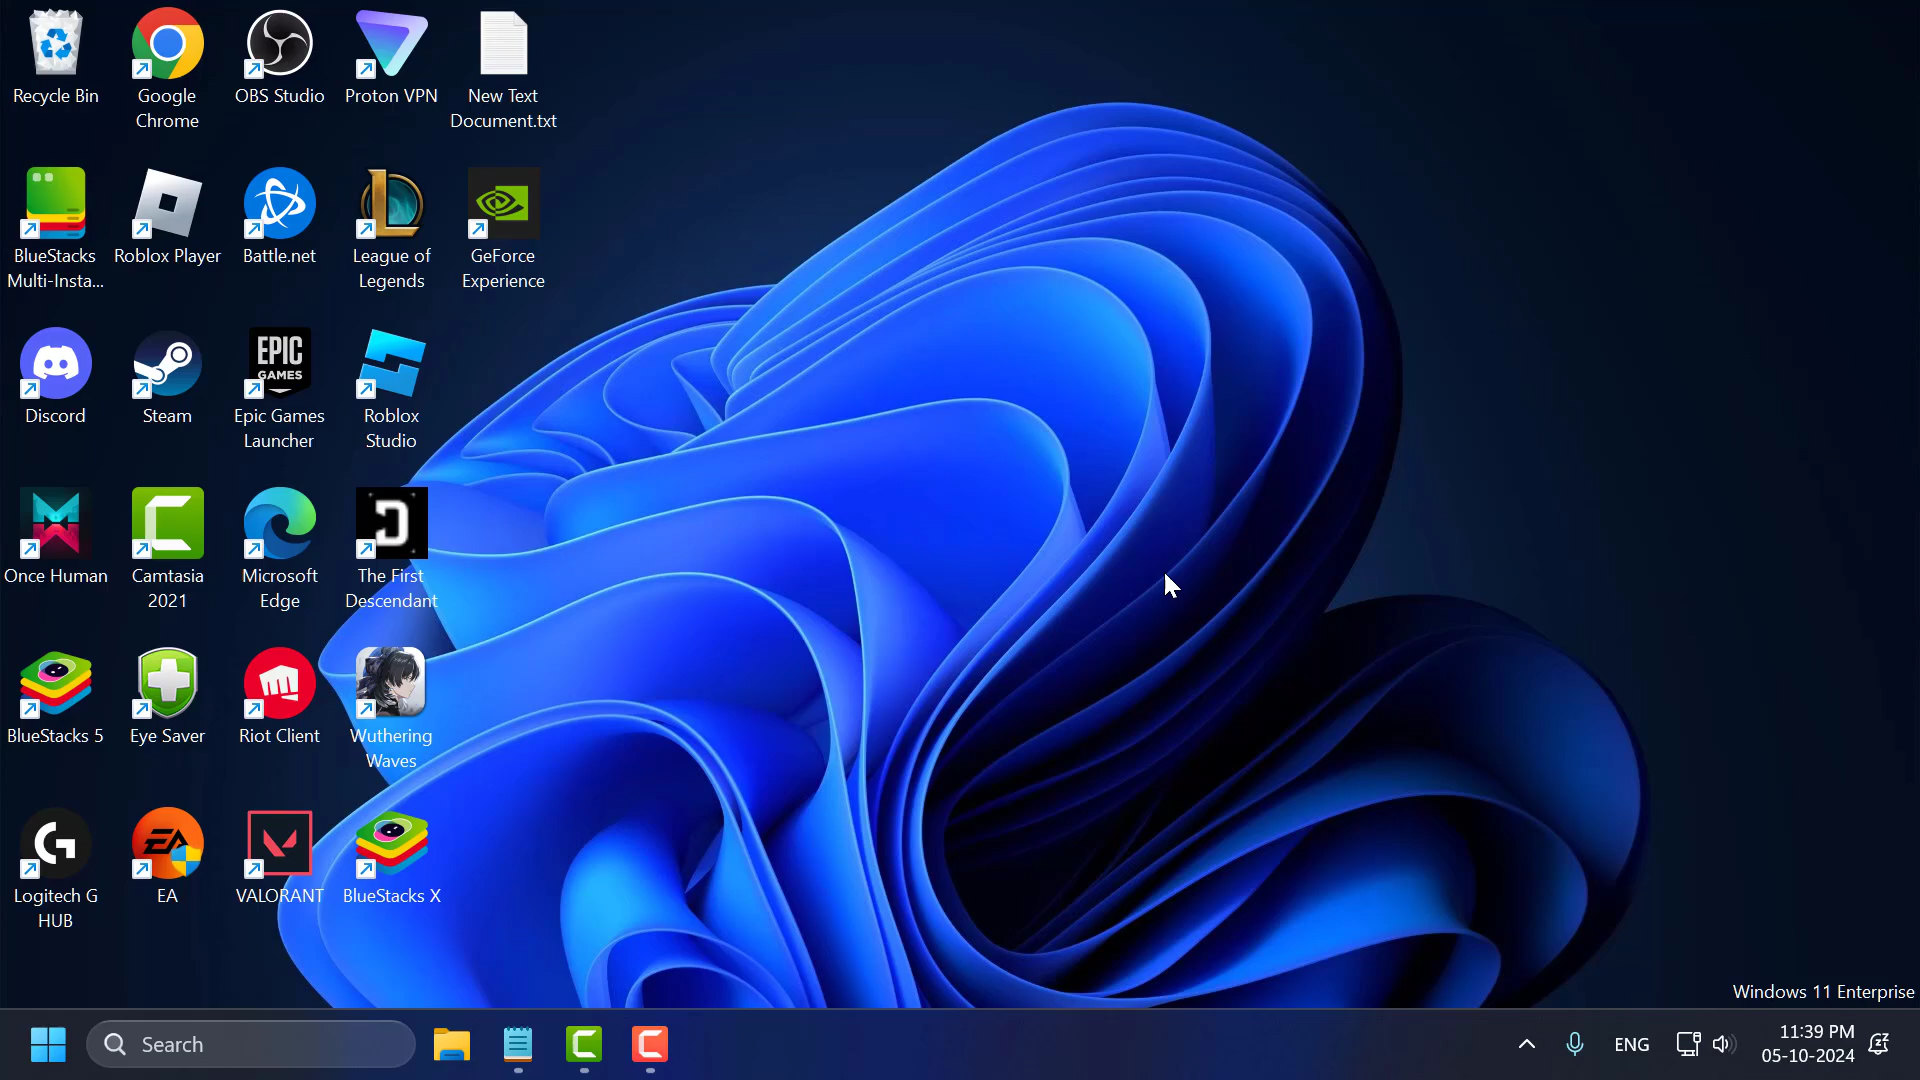 Recycle Bin
Google
Chrome
OBS Studio
Proton VPN
New Text
Document.txt
BlueStacks
Multi-Insta...
Roblox Player
Battle.net
League of
Legends
GeForce
Experience
Discord
Steam
EPIC
GAMES
Epic Games
Launcher
Roblox
Studio
Once Human
Camtasia
2021
Microsoft
Edge
The First
Descendant
BlueStacks 5
Eye Saver
Riot Client
Wuthering
Waves
Logitech G
HUB
EA
EA
VALORANT
BlueStacks X
Windows 11 Enterprise
Search
ENG
11:39 PM
05-10-2024